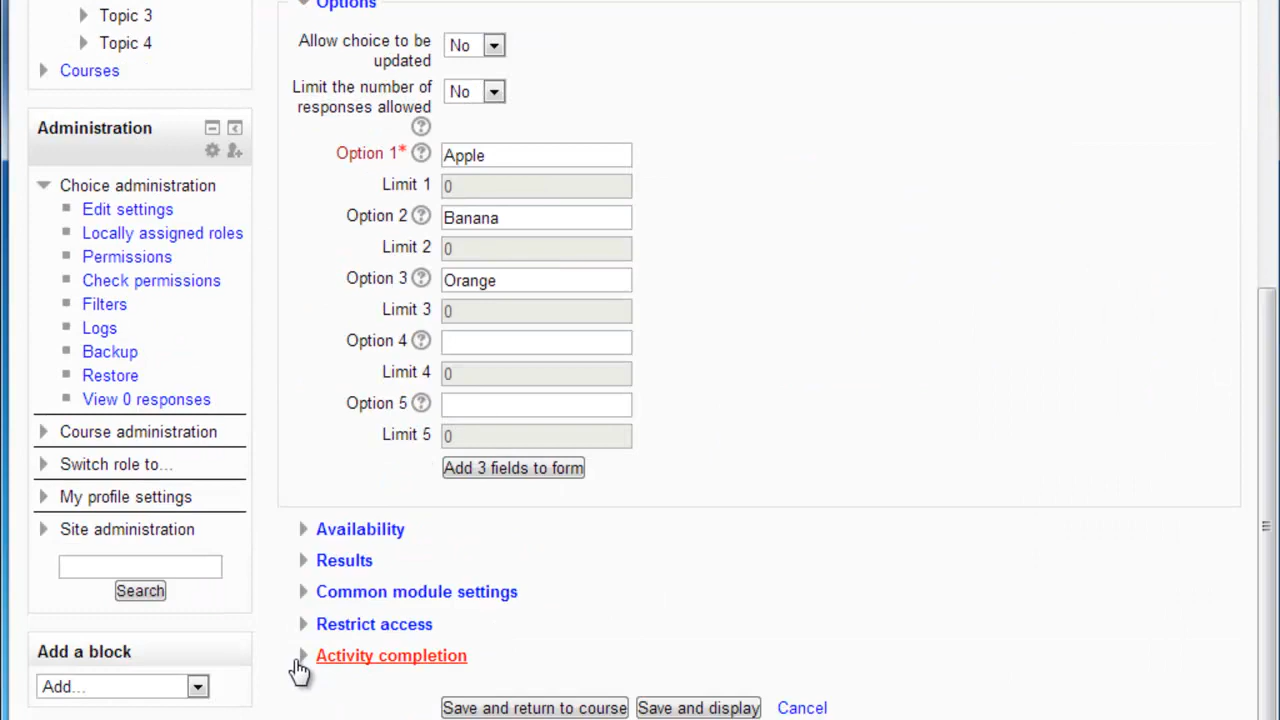 Topic 3
Topic 4
Courses
Administration
Choice administration
Edit settings
Locally assigned roles
Permissions
Check permissions
Filters
Logs
Backup
Restore
View 0 responses
Course administration
Switch role to...
My profile settings
Site administration
Search
Add a block
Add...
Options
Allow choice to be
updated
No
Limit the number of
responses allowed
No
Option 1*
Apple
Limit 1
0
Option 2
Banana
Limit 2
0
Option 3
Orange
Limit 3
0
Option 4
Limit 4
0
Option 5
Limit 5
0
Add 3 fields to form
Availability
Results
Common module settings
Restrict access
Activity completion
Save and return to course
Save and display
Cancel